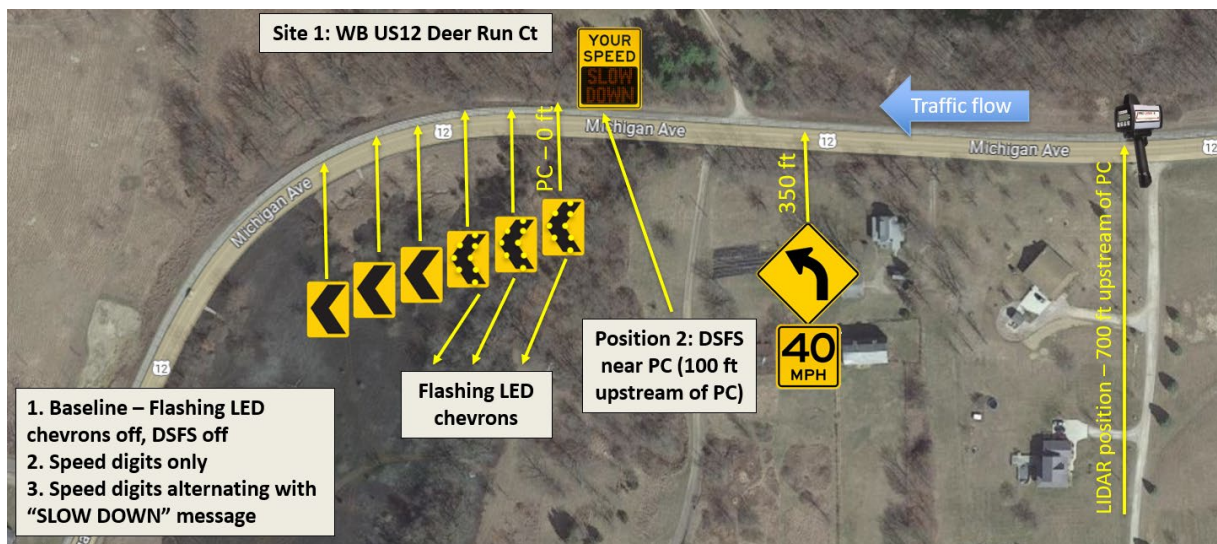 Site 1: WB US12 Deer Run Ct
YOUR
SPEED
SLOW
DOWN
Traffic flow
Michigan Ave
12
Michigan Ave
12
12
Michigan Ave
12
12
PC – 0 ft
350 ft
LIDAR position – 700 ft upstream of PC
40
MPH
Position 2: DSFS
near PC (100 ft
upstream of PC)
Flashing LED
chevrons
1. Baseline – Flashing LED
chevrons off, DSFS off
2. Speed digits only
3. Speed digits alternating with
“SLOW DOWN” message